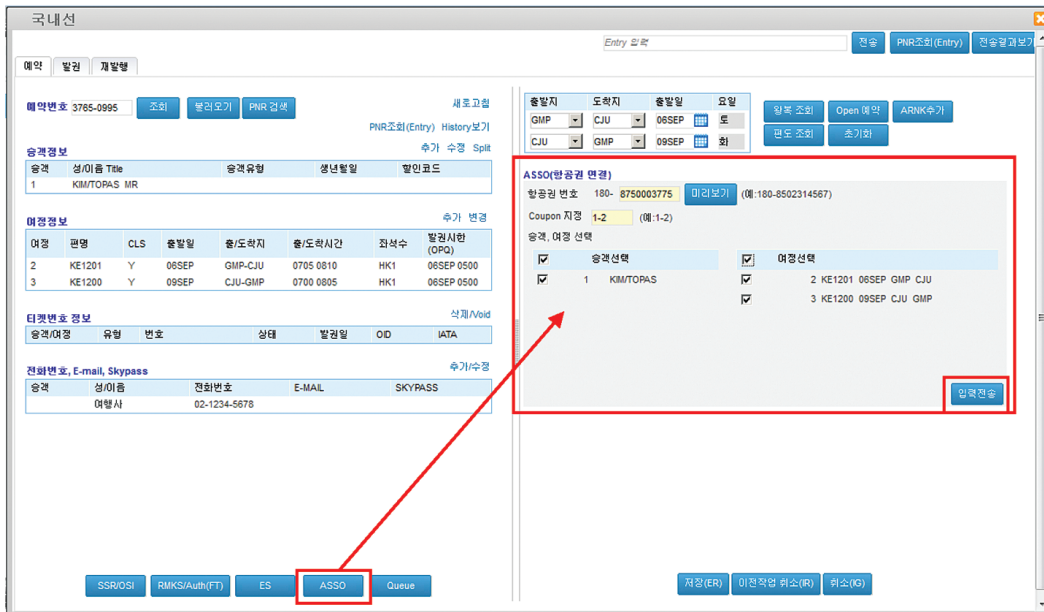 국내선
Entry 입력 전송 PNR조회(Entry) 전송결과보기
예약 발권 재발행
예약번호 3765-0995 조회 불러오기 PNR 검색 새로고침
PNR조회(Entry) History보기
승객정보 추가 수정 Split
승객 성/이름 Title 승객유형 생년월일 할인코드
1 KIM/TOPAS MR
여정정보 추가 변경
여정 편명 CLS 출발일 출/도착지 출/도착시간 좌석수 발권시한
(OPQ)
2 KE1201 Y 06SEP GMP-CJU 0705 0810 HK1 06SEP 0500
3 KE1200 Y 09SEP CJU-GMP 0700 0805 HK1 06SEP 0500
티켓번호 정보 삭제/Void
승객/여정 유형 번호 상태 발권일 OID IATA
전화번호, E-mail, Skypass 추가/수정
승객 성/이름 전화번호 E-MAIL SKYPASS
여행사 02-1234-5678
SSR/OSI RMKS/Auth(FT) ES ASSO Queue
출발지 도착지 출발일 요일
GMP CJU 06SEP 토
CJU GMP 09SEP 화
왕복 조회 Open 예약 ARNK추가
편도 조회 초기화
ASSO(항공권 연결)
항공권 번호 180- 8750003775 미리보기 (예:180-8502314567)
Coupon 지정 1-2 (예:1-2)
승객, 여정 선택
승객선택 여정선택
1 KIM/TOPAS 2 KE1201 06SEP GMP CJU
3 KE1200 09SEP CJU GMP
입력전송
저장(ER) 이전작업 취소(IR) 취소(IG)